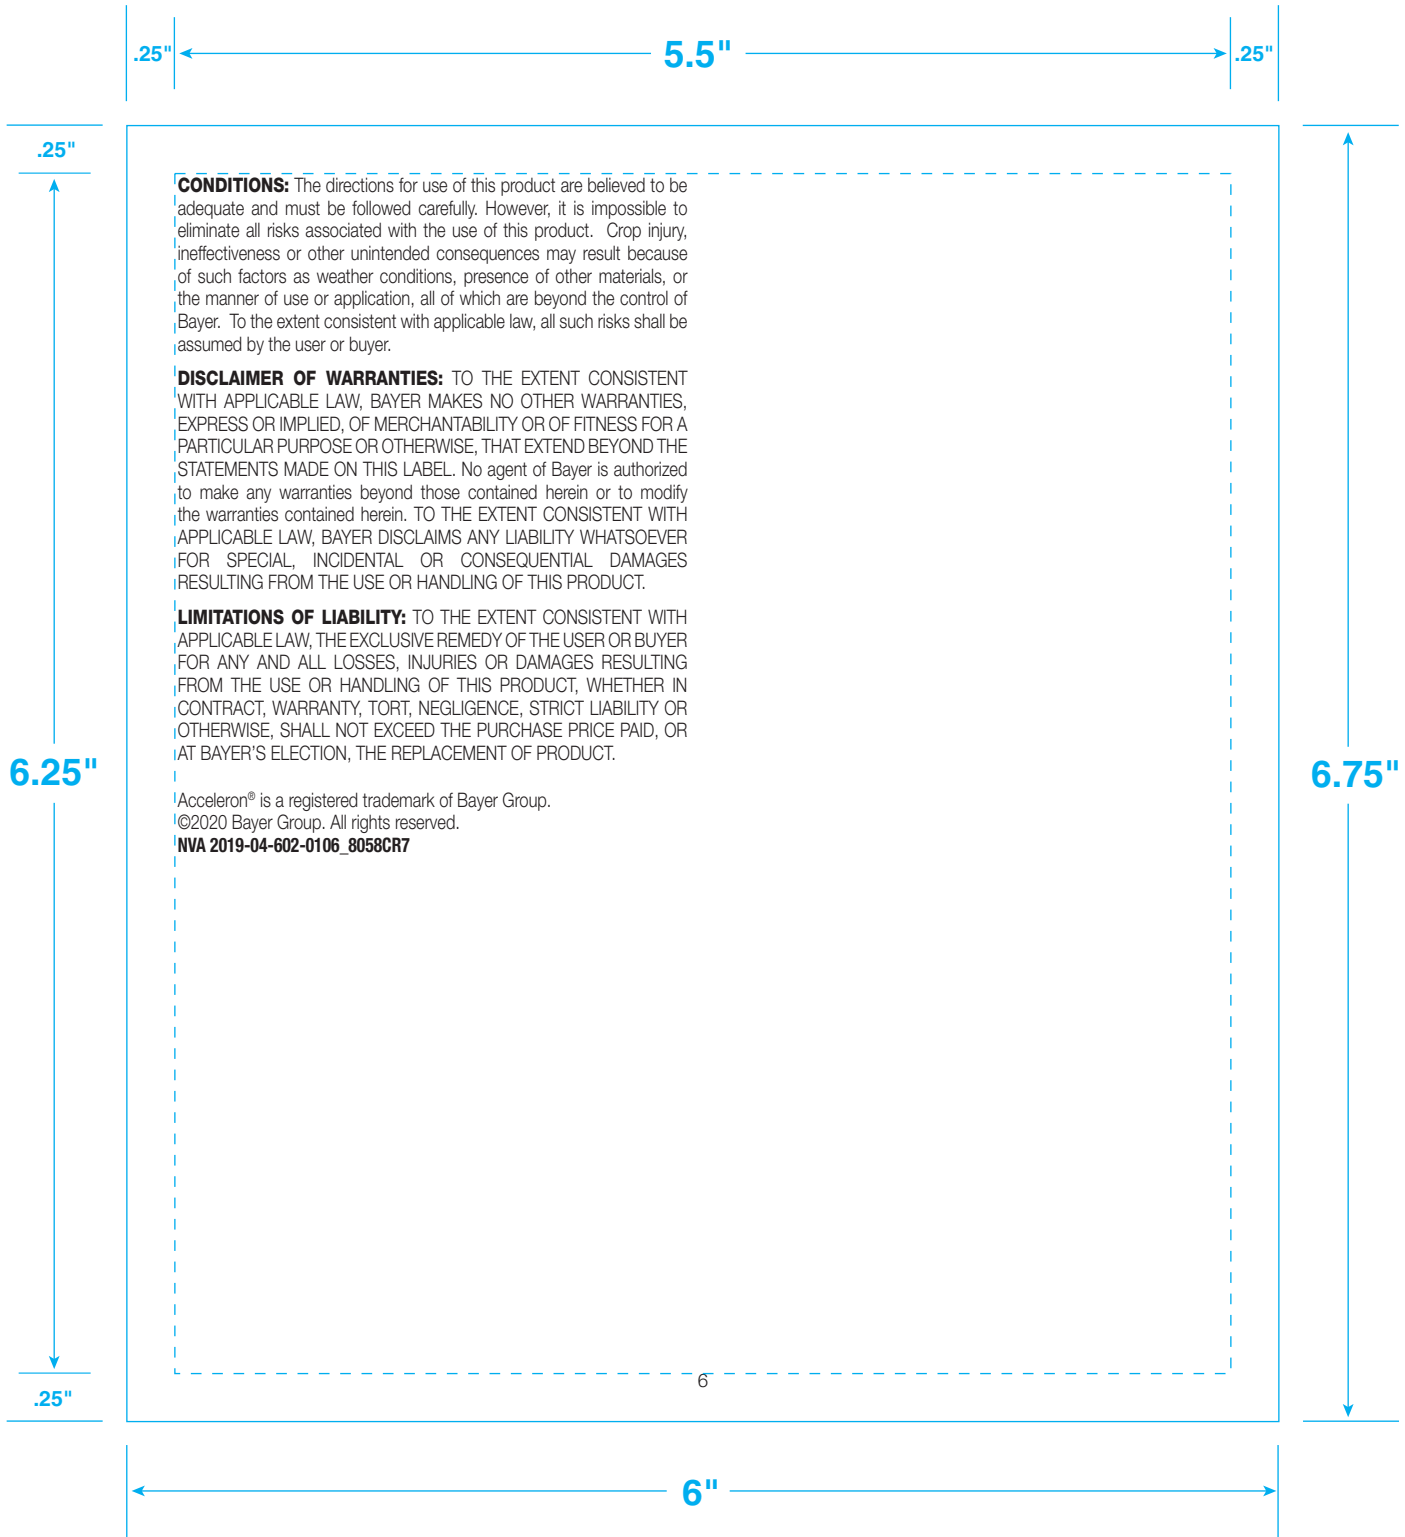 .25" 5.5" .25"
.25"
CONDITIONS: The directions for use of this product are believed to be
adequate and must be followed carefully. However, it is impossible to
eliminate all risks associated with the use of this product.  Crop injury,
ineffectiveness or other unintended consequences may result because
of such factors as weather conditions, presence of other materials, or
the manner of use or application, all of which are beyond the control of
Bayer.  To the extent consistent with applicable law, all such risks shall be
assumed by the user or buyer.
DISCLAIMER OF WARRANTIES: TO THE EXTENT CONSISTENT
WITH APPLICABLE LAW, BAYER MAKES NO OTHER WARRANTIES,
EXPRESS OR IMPLIED, OF MERCHANTABILITY OR OF FITNESS FOR A
PARTICULAR PURPOSE OR OTHERWISE, THAT EXTEND BEYOND THE
STATEMENTS MADE ON THIS LABEL. No agent of Bayer is authorized
to make any warranties beyond those contained herein or to modify
the warranties contained herein. TO THE EXTENT CONSISTENT WITH
APPLICABLE LAW, BAYER DISCLAIMS ANY LIABILITY WHATSOEVER
FOR SPECIAL, INCIDENTAL OR CONSEQUENTIAL DAMAGES
RESULTING FROM THE USE OR HANDLING OF THIS PRODUCT.
LIMITATIONS OF LIABILITY: TO THE EXTENT CONSISTENT WITH
APPLICABLE LAW, THE EXCLUSIVE REMEDY OF THE USER OR BUYER
FOR ANY AND ALL LOSSES, INJURIES OR DAMAGES RESULTING
FROM THE USE OR HANDLING OF THIS PRODUCT, WHETHER IN
CONTRACT, WARRANTY, TORT, NEGLIGENCE, STRICT LIABILITY OR
OTHERWISE, SHALL NOT EXCEED THE PURCHASE PRICE PAID, OR
AT BAYER’S ELECTION, THE REPLACEMENT OF PRODUCT.
6.25" 6.75"
Acceleron® is a registered trademark of Bayer Group.
©2020 Bayer Group. All rights reserved.
NVA 2019-04-602-0106_8058CR7
6
.25"
6"